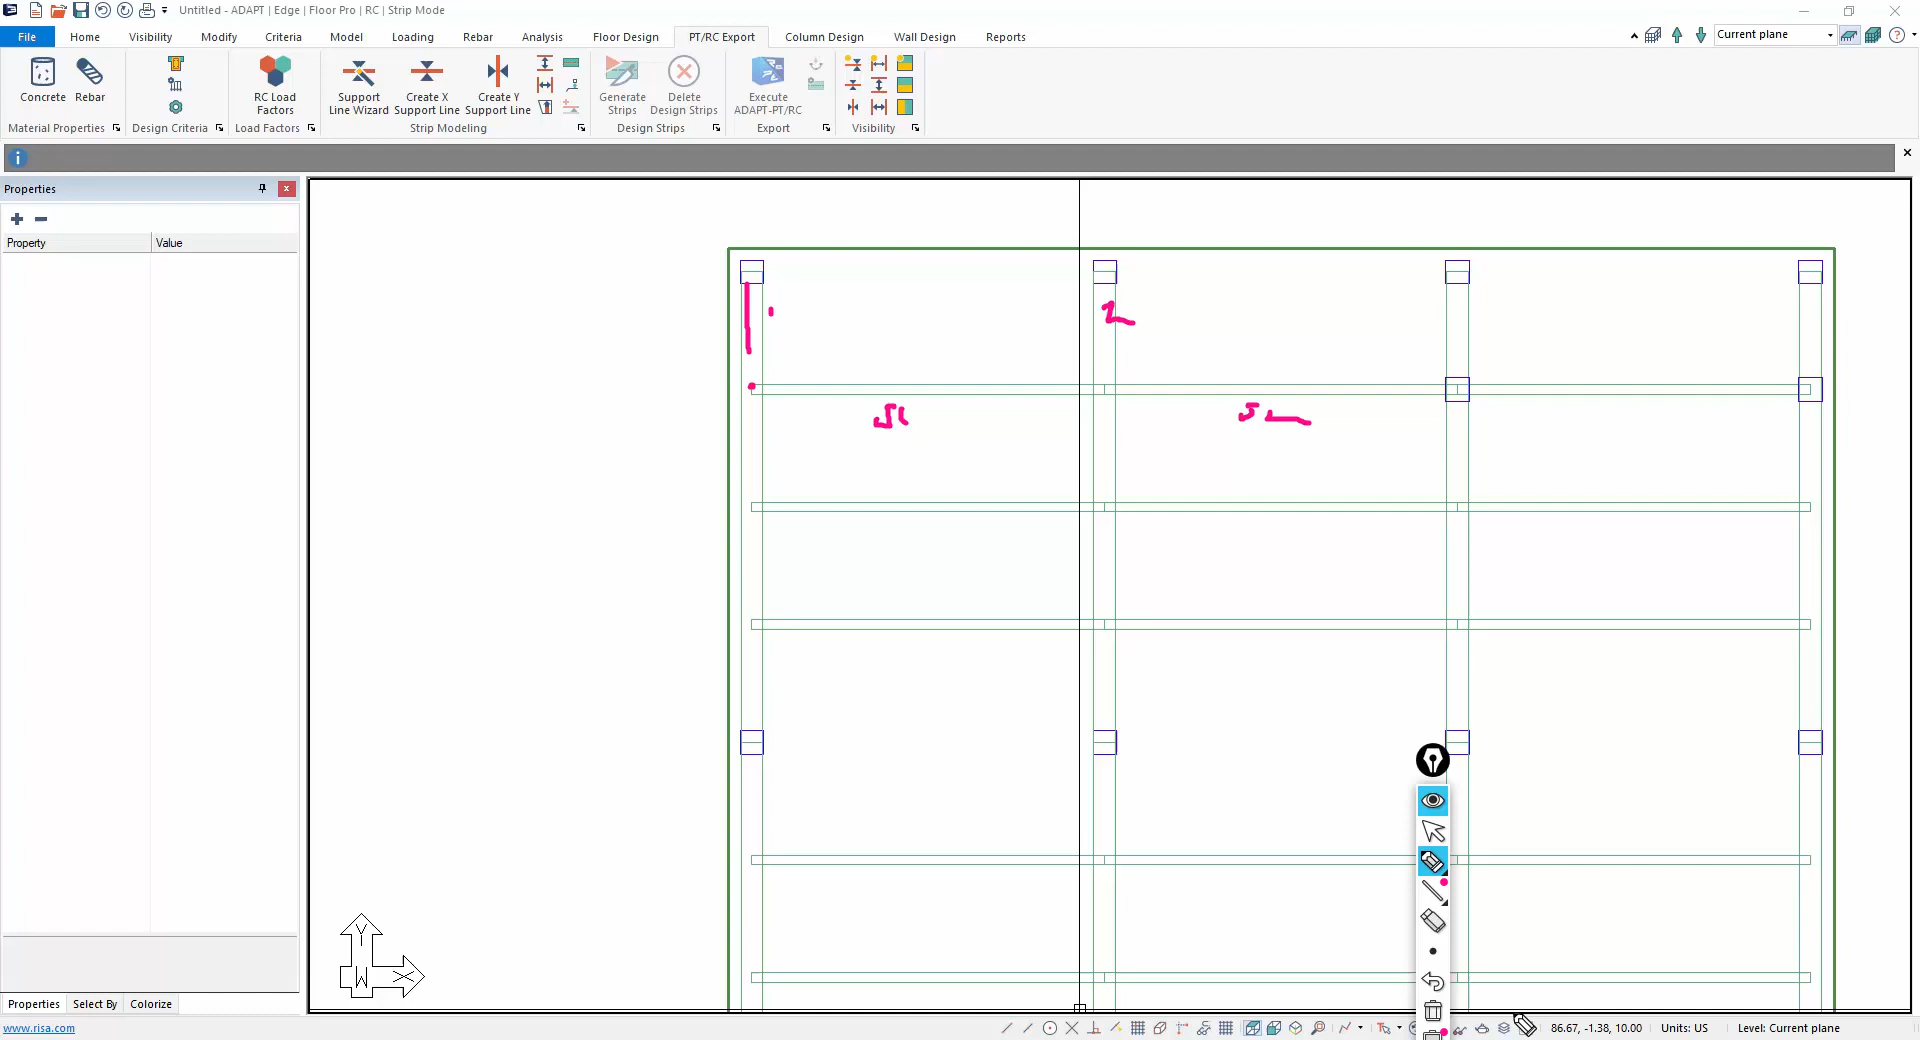 Untitled - ADAPT | Edge | Floor Pro | RC | Strip Mode
File Home Visibility Modify Criteria Model Loading Rebar Analysis Floor Design PT/RC Export Column Design Wall Design Reports Current plane
Concrete Rebar
RC Load Factors
Support Line Wizard
Create X Support Line
Create Y Support Line
Generate Strips
Delete Design Strips
Execute ADAPT-PT/RC
Material Properties Design Criteria Load Factors Strip Modeling Design Strips Export Visibility
Properties
Property Value
2
Y
W X
Properties Select By Colorize
www.risa.com 86.67, -1.38, 10.00 Units: US Level: Current plane